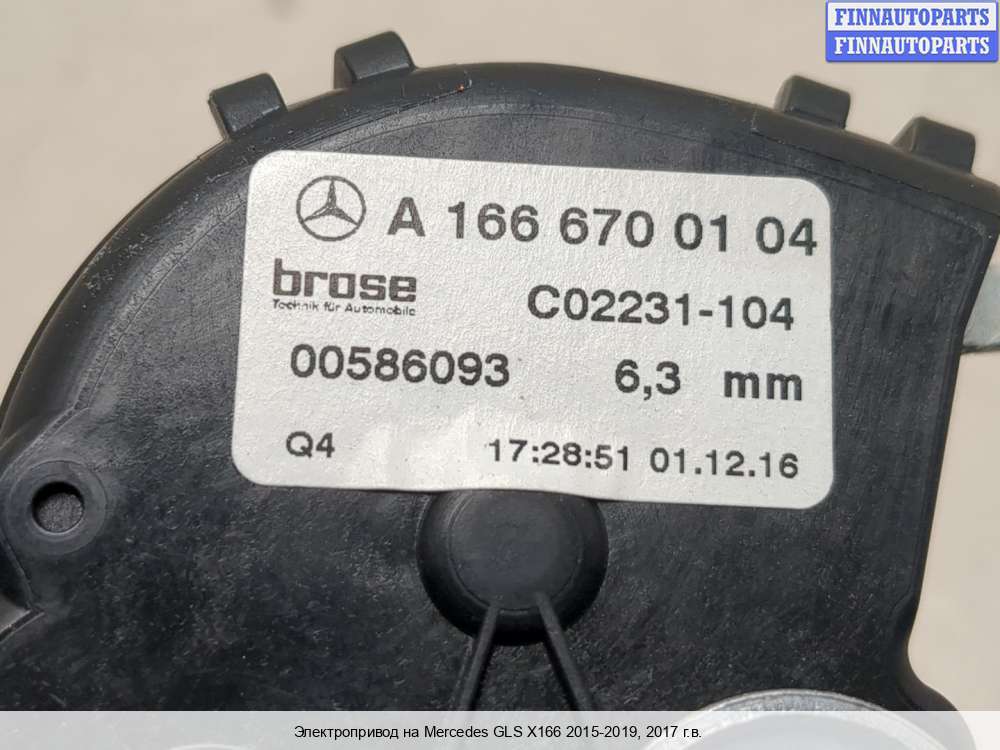 FINNAUTOPARTS
FINNAUTOPARTS
A 166 670 01 04
brose
Technik für Automobile
C02231-104
00586093 6,3 mm
Q4 17:28:51 01.12.16
Электропривод на Mercedes GLS X166 2015-2019, 2017 г.в.